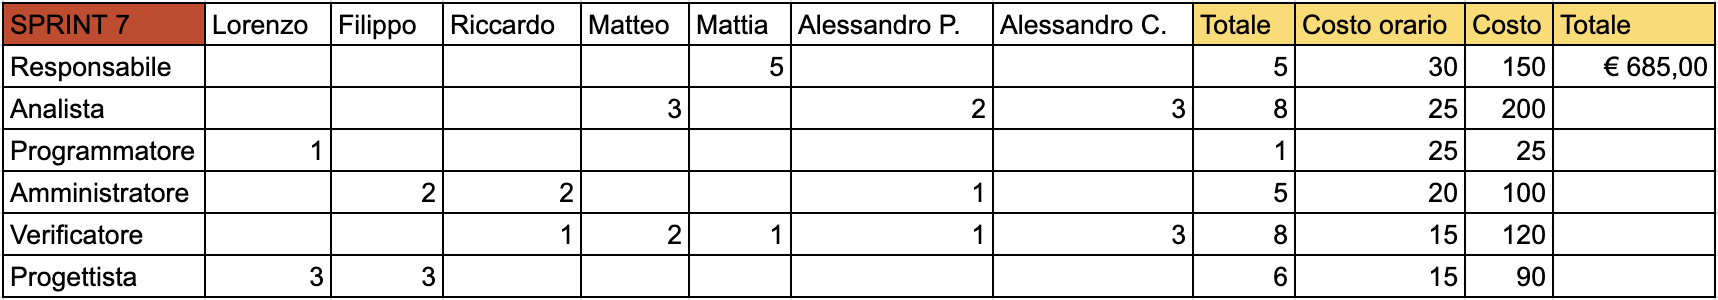 SPRINT 7 Lorenzo Filippo Riccardo Matteo Mattia Alessandro P. Alessandro C. Totale Costo orario Costo Totale
Responsabile 5 5 30 150 € 685,00
Analista 3 2 3 8 25 200
Programmatore 1 1 25 25
Amministratore 2 2 1 5 20 100
Verificatore 1 2 1 1 3 8 15 120
Progettista 3 3 6 15 90